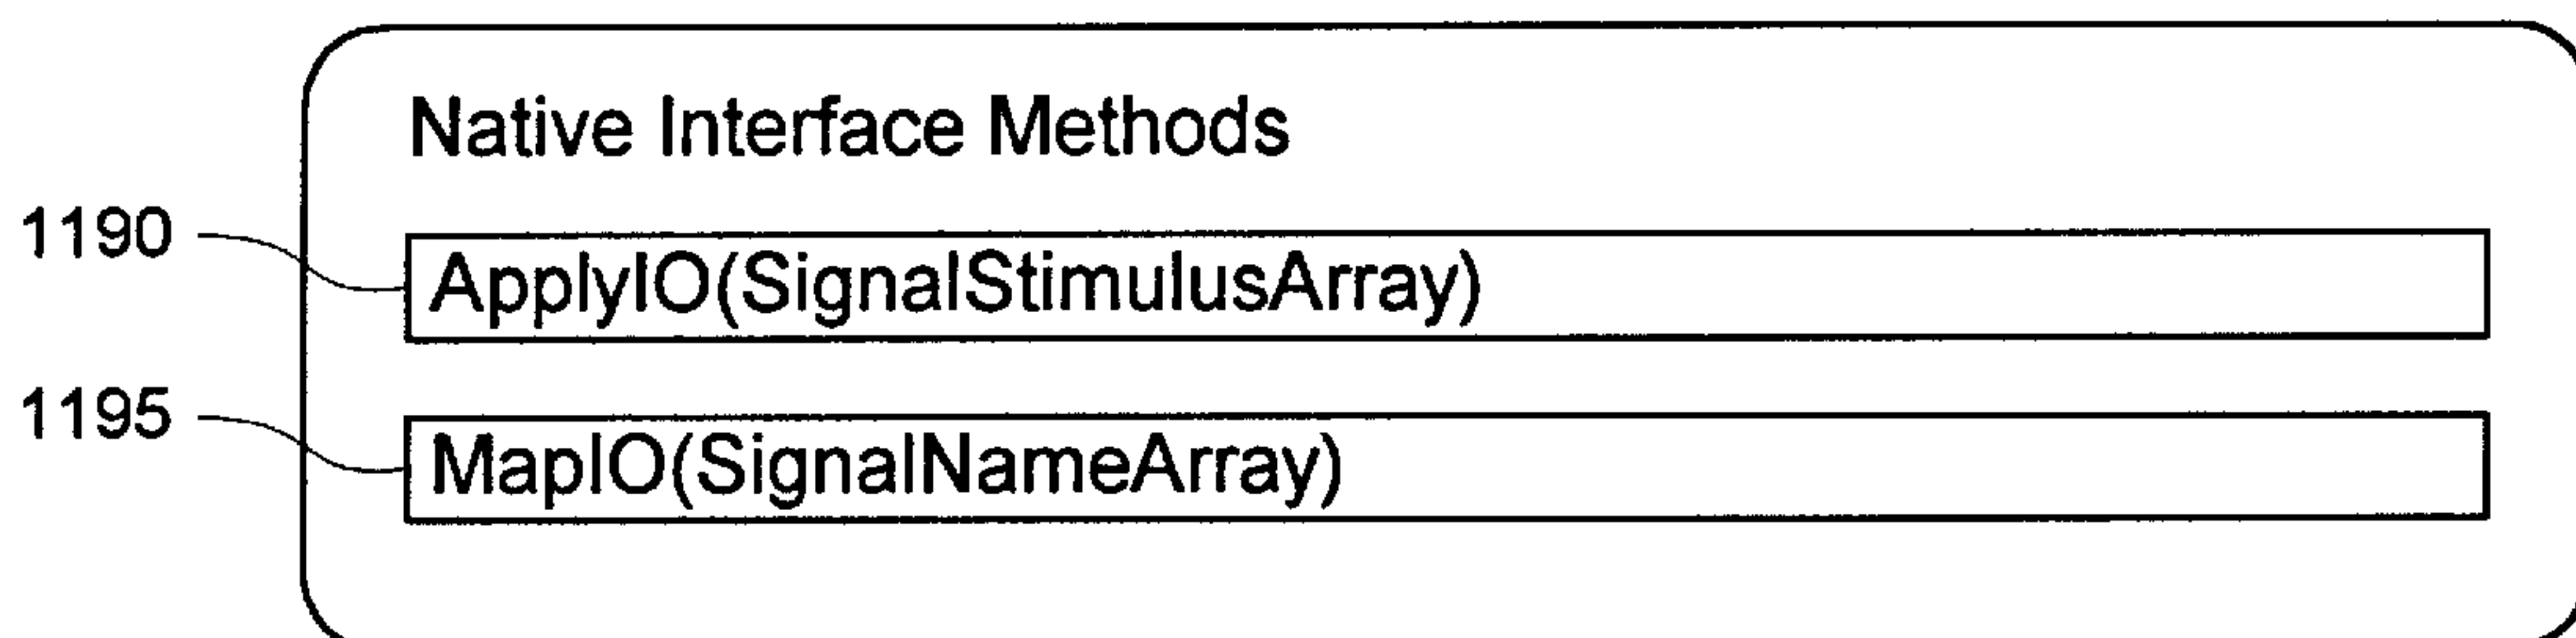 Native Interface Methods
1190
ApplyIO(SignalStimulusArray)
1195
MapIO(SignalNameArray)